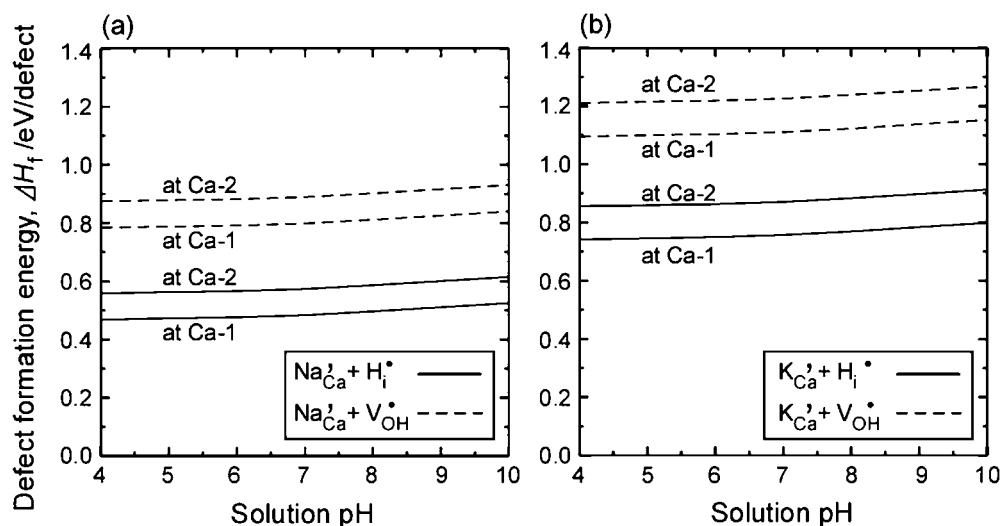 Defect formation energy, ΔH_f /eV/defect
(a)
1.4
1.2
1.0
0.8
0.6
0.4
0.2
0.0
at Ca-2
at Ca-1
at Ca-2
at Ca-1
Na'_Ca + H_i^•
Na'_Ca + V_OH^•
4 5 6 7 8 9 10
Solution pH
(b)
1.4
1.2
1.0
0.8
0.6
0.4
0.2
0.0
at Ca-2
at Ca-1
at Ca-2
at Ca-1
K'_Ca + H_i^•
K'_Ca + V_OH^•
4 5 6 7 8 9 10
Solution pH